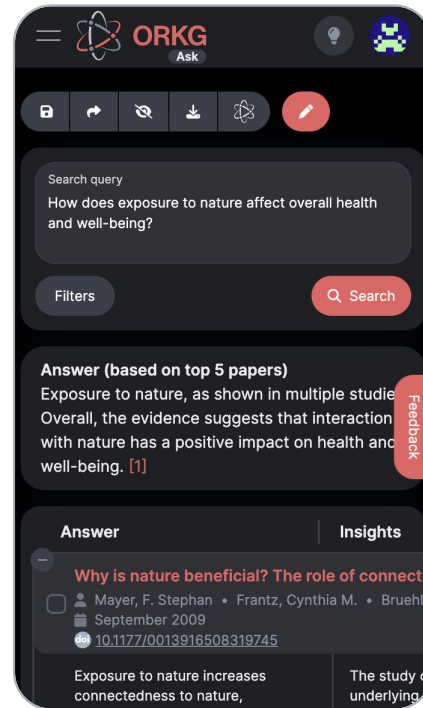 ORKG
Ask
Search query
How does exposure to nature affect overall health
and well-being?
Filters
Search
Answer (based on top 5 papers)
Exposure to nature, as shown in multiple studie
Overall, the evidence suggests that interaction
with nature has a positive impact on health and
well-being. [1]
Feedback
Answer
Insights
Why is nature beneficial? The role of connect
Mayer, F. Stephan • Frantz, Cynthia M. • Bruehl
September 2009
doi 10.1177/0013916508319745
Exposure to nature increases
connectedness to nature,
The study
underlying